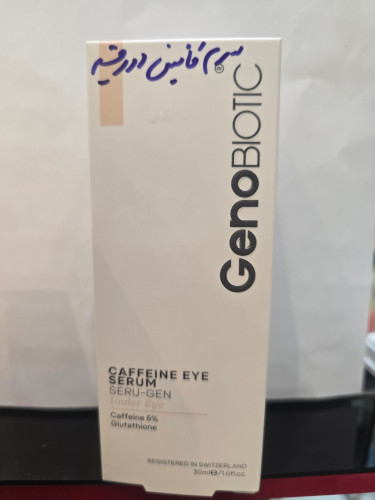 سرم کافئین دور چشم
GenoBIOTIC®
CAFFEINE EYE
SERUM
SERU-GEN
Under Eye
Caffeine 6%
Glutathione
REGISTERED IN SWITZERLAND
30ml℮/1.0fl.oz.